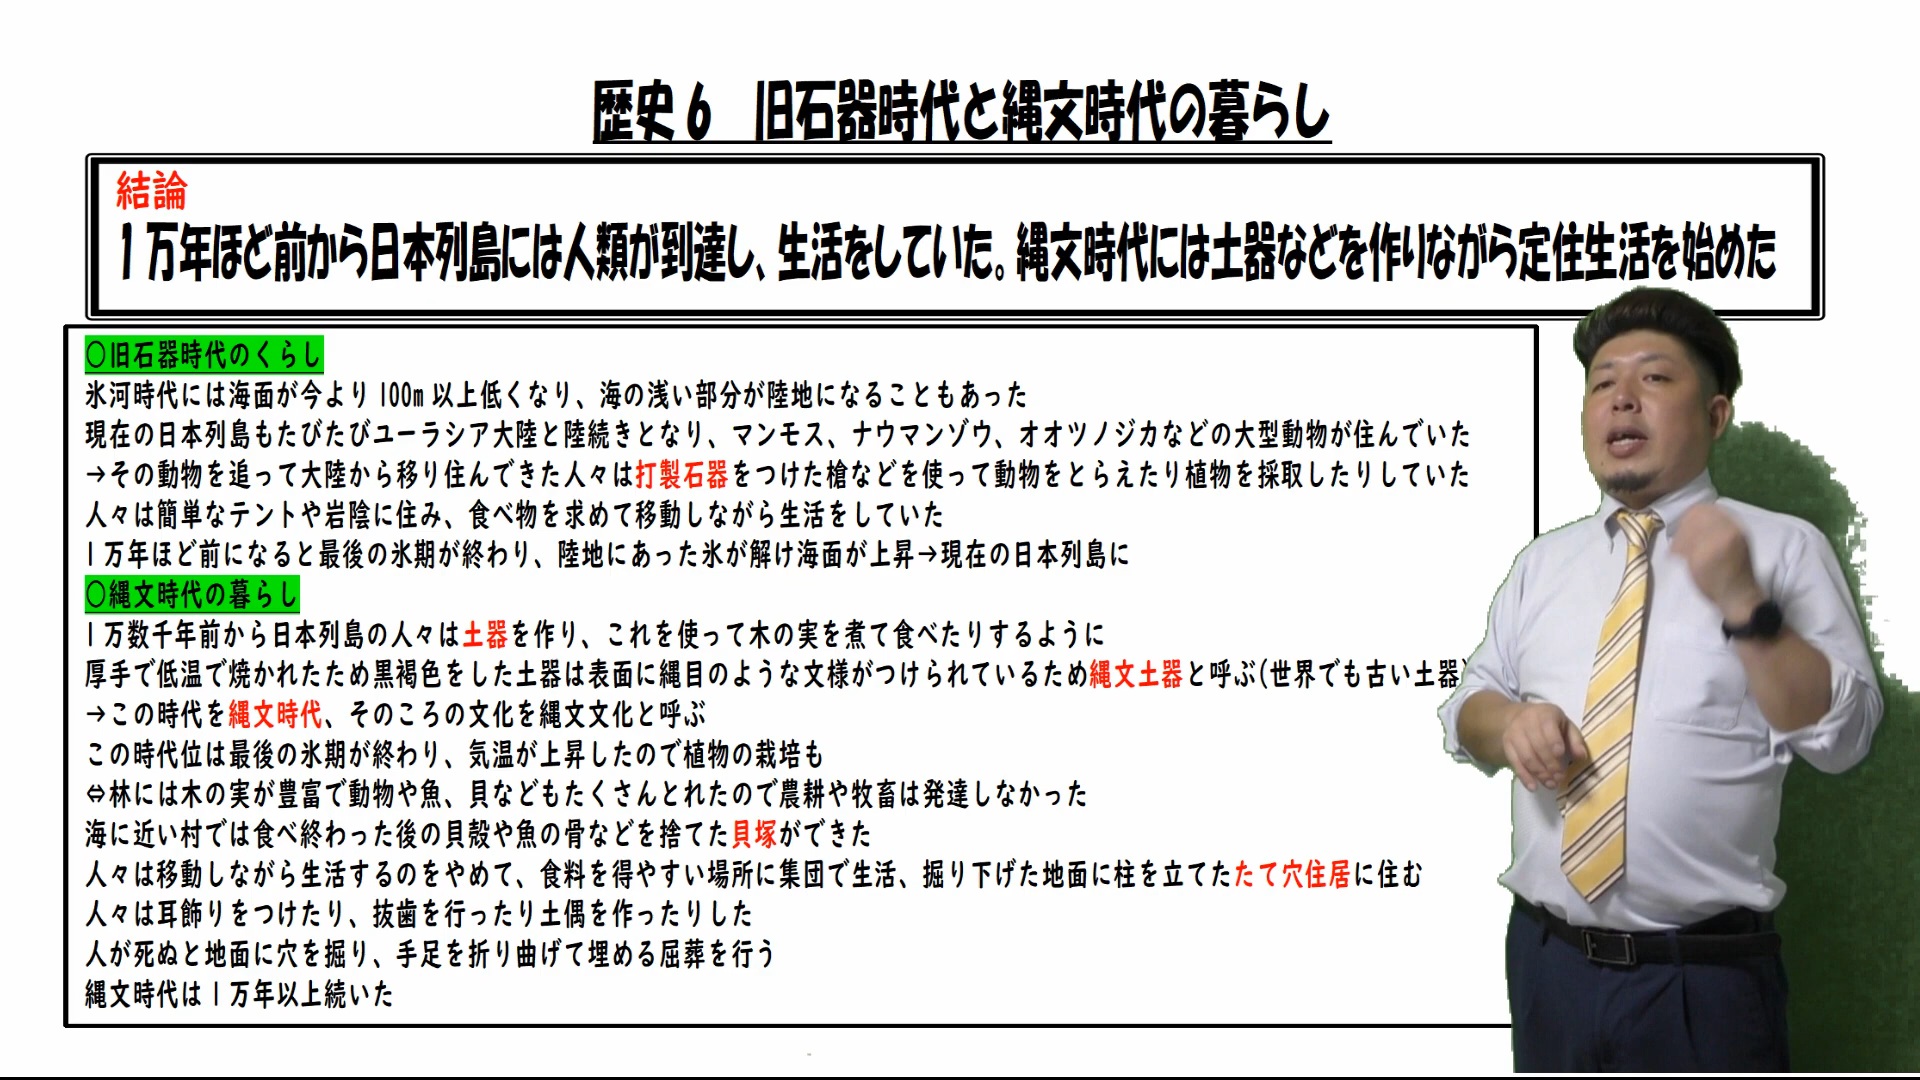 歴史6　旧石器時代と縄文時代の暮らし
結論
1万年ほど前から日本列島には人類が到達し、生活をしていた。縄文時代には土器などを作りながら定住生活を始めた
〇旧石器時代のくらし
氷河時代には海面が今より100m以上低くなり、海の浅い部分が陸地になることもあった
現在の日本列島もたびたびユーラシア大陸と陸続きとなり、マンモス、ナウマンゾウ、オオツノジカなどの大型動物が住んでいた
→その動物を追って大陸から移り住んできた人々は打製石器をつけた槍などを使って動物をとらえたり植物を採取したりしていた
人々は簡単なテントや岩陰に住み、食べ物を求めて移動しながら生活をしていた
1万年ほど前になると最後の氷期が終わり、陸地にあった氷が解け海面が上昇→現在の日本列島に
〇縄文時代の暮らし
1万数千年前から日本列島の人々は土器を作り、これを使って木の実を煮て食べたりするように
厚手で低温で焼かれたため黒褐色をした土器は表面に縄目のような文様がつけられているため縄文土器と呼ぶ(世界でも古い土器)
→この時代を縄文時代、そのころの文化を縄文文化と呼ぶ
この時代位は最後の氷期が終わり、気温が上昇したので植物の栽培も
⇔林には木の実が豊富で動物や魚、貝などもたくさんとれたので農耕や牧畜は発達しなかった
海に近い村では食べ終わった後の貝殻や魚の骨などを捨てた貝塚ができた
人々は移動しながら生活するのをやめて、食料を得やすい場所に集団で生活、掘り下げた地面に柱を立てたたて穴住居に住む
人々は耳飾りをつけたり、抜歯を行ったり土偶を作ったりした
人が死ぬと地面に穴を掘り、手足を折り曲げて埋める屈葬を行う
縄文時代は1万年以上続いた